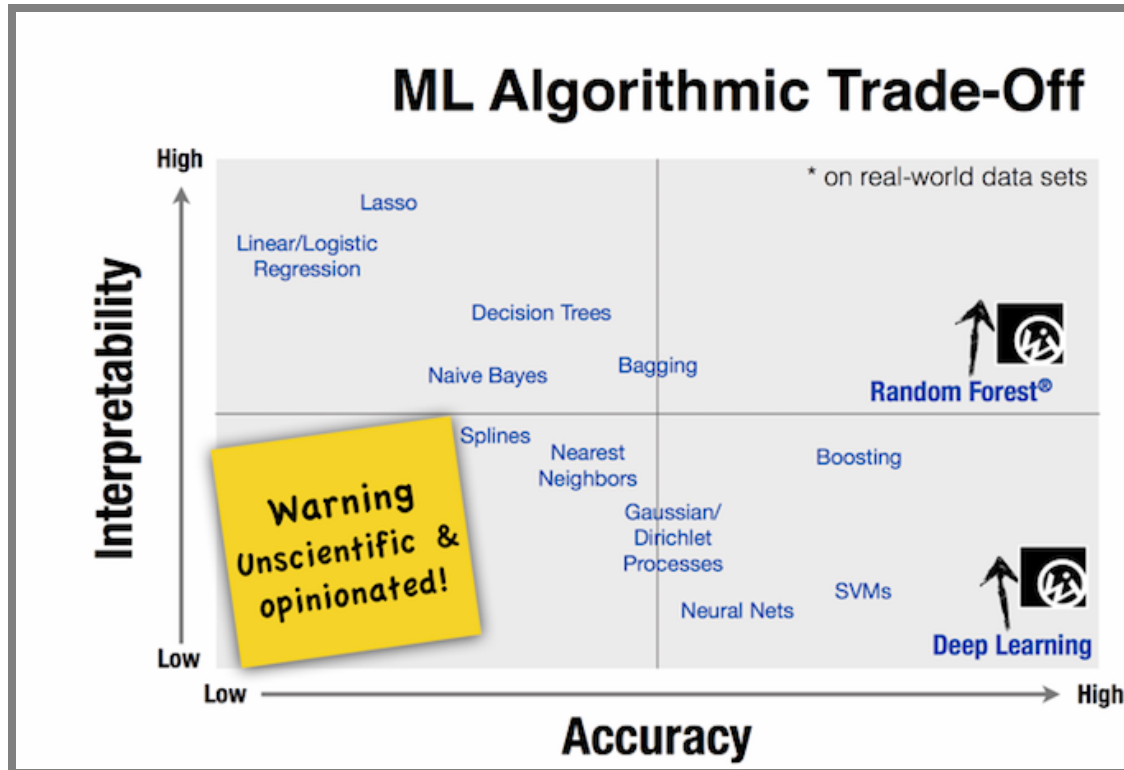 ML Algorithmic Trade-Off
High
* on real-world data sets
Lasso
Linear/Logistic
Regression
Decision Trees
Naive Bayes
Bagging
Random Forest®
Interpretability
Splines
Nearest
Neighbors
Boosting
Warning
Unscientific &
opinionated!
Gaussian/
Dirichlet
Processes
SVMs
Neural Nets
Deep Learning
Low
Low
High
Accuracy